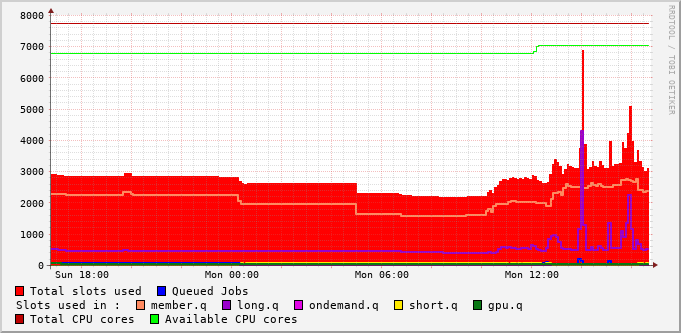 8000
7000
6000
5000
4000
3000
2000
1000
0
Sun 18:00 Mon 00:00 Mon 06:00 Mon 12:00
RRDTOOL / TOBI OETIKER
Total slots used Queued Jobs
Slots used in : member.q long.q ondemand.q short.q gpu.q
Total CPU cores Available CPU cores